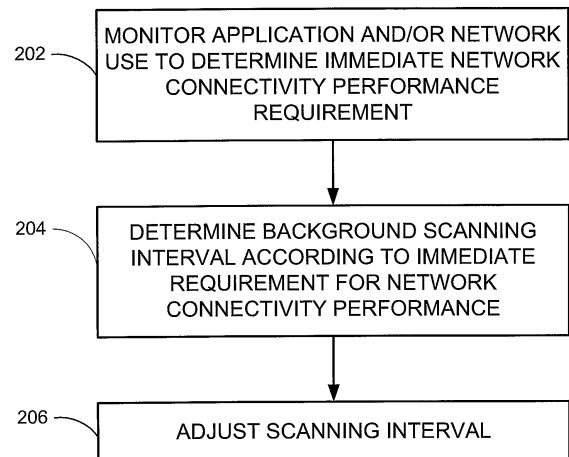 202
MONITOR APPLICATION AND/OR NETWORK
USE TO DETERMINE IMMEDIATE NETWORK
CONNECTIVITY PERFORMANCE
REQUIREMENT
204
DETERMINE BACKGROUND SCANNING
INTERVAL ACCORDING TO IMMEDIATE
REQUIREMENT FOR NETWORK
CONNECTIVITY PERFORMANCE
206
ADJUST SCANNING INTERVAL